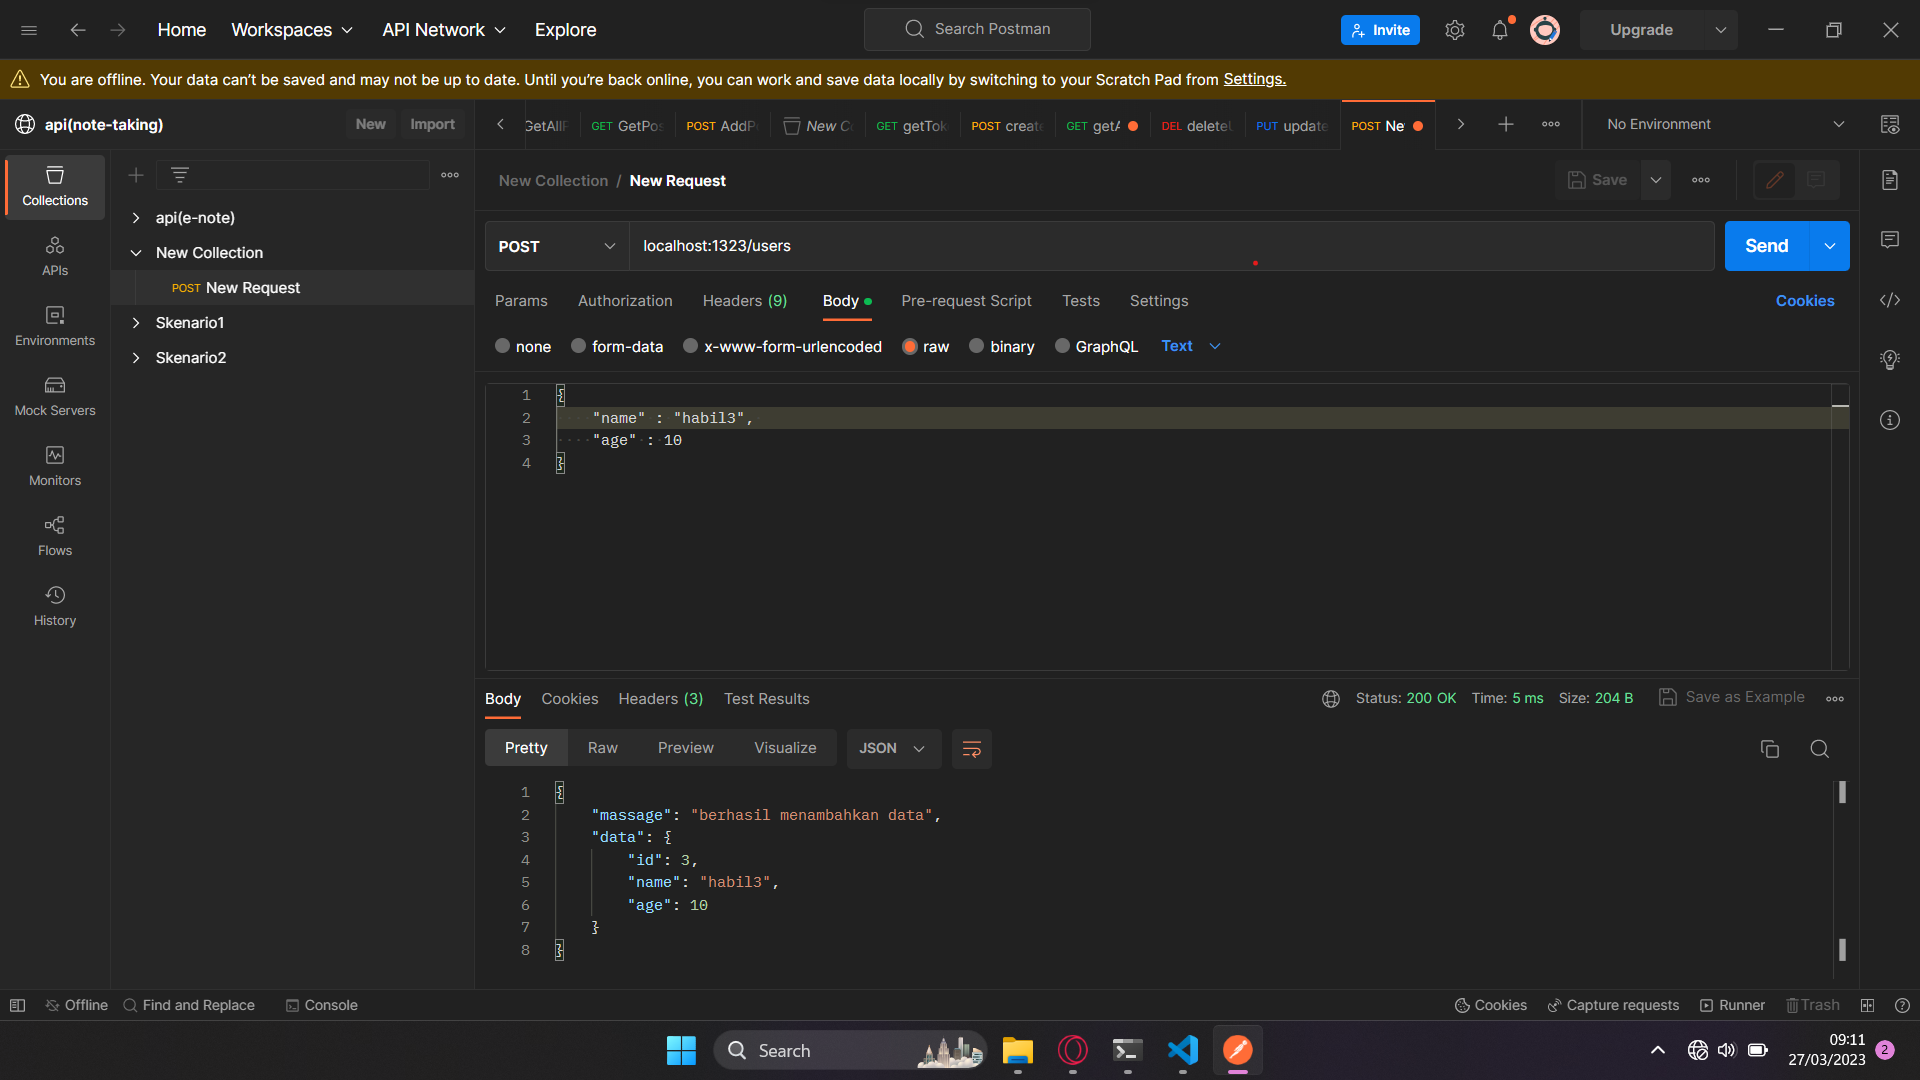 Home Workspaces API Network Explore Search Postman Invite Upgrade
You are offline. Your data can't be saved and may not be up to date. Until you're back online, you can work and save data locally by switching to your Scratch Pad from Settings.
api(note-taking) New Import
GetAllP GET GetPos POST AddP New Co GET getTok POST create GET getA DEL deleteU PUT update POST Ne No Environment
Collections
APIs
Environments
Mock Servers
Monitors
Flows
History
api(e-note)
New Collection
POST New Request
Skenario1
Skenario2
New Collection / New Request Save
POST localhost:1323/users Send
Params Authorization Headers (9) Body Pre-request Script Tests Settings Cookies
none form-data x-www-form-urlencoded raw binary GraphQL Text
1 {
2 "name" : "habil3",
3 "age" : 10
4 }
Body Cookies Headers (3) Test Results Status: 200 OK Time: 5 ms Size: 204 B Save as Example
Pretty Raw Preview Visualize JSON
1 {
2 "massage": "berhasil menambahkan data",
3 "data": {
4 "id": 3,
5 "name": "habil3",
6 "age": 10
7 }
8 }
Offline Find and Replace Console Cookies Capture requests Runner Trash
Search 09:11
27/03/2023 2